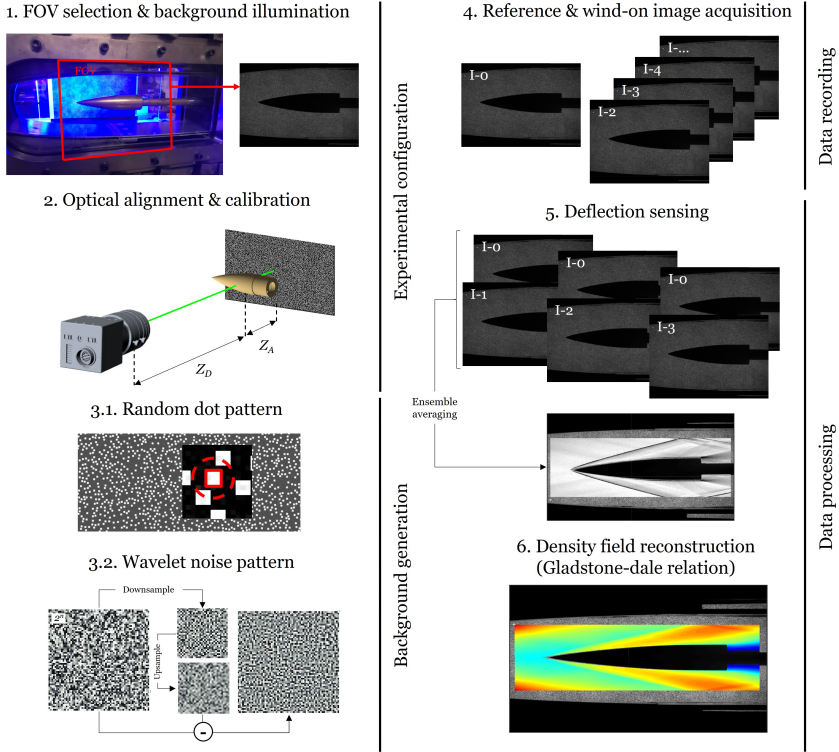 1. FOV selection & background illumination
FOV
2. Optical alignment & calibration
Z_D
Z_A
Experimental configuration
3.1. Random dot pattern
3.2. Wavelet noise pattern
Downsample
2ⁿ
Upsample
-
Background generation
4. Reference & wind-on image acquisition
I-0
I-...
I-4
I-3
I-2
Data recording
5. Deflection sensing
I-0
I-0
I-0
I-1
I-2
I-3
Ensemble
averaging
6. Density field reconstruction
(Gladstone-dale relation)
Data processing